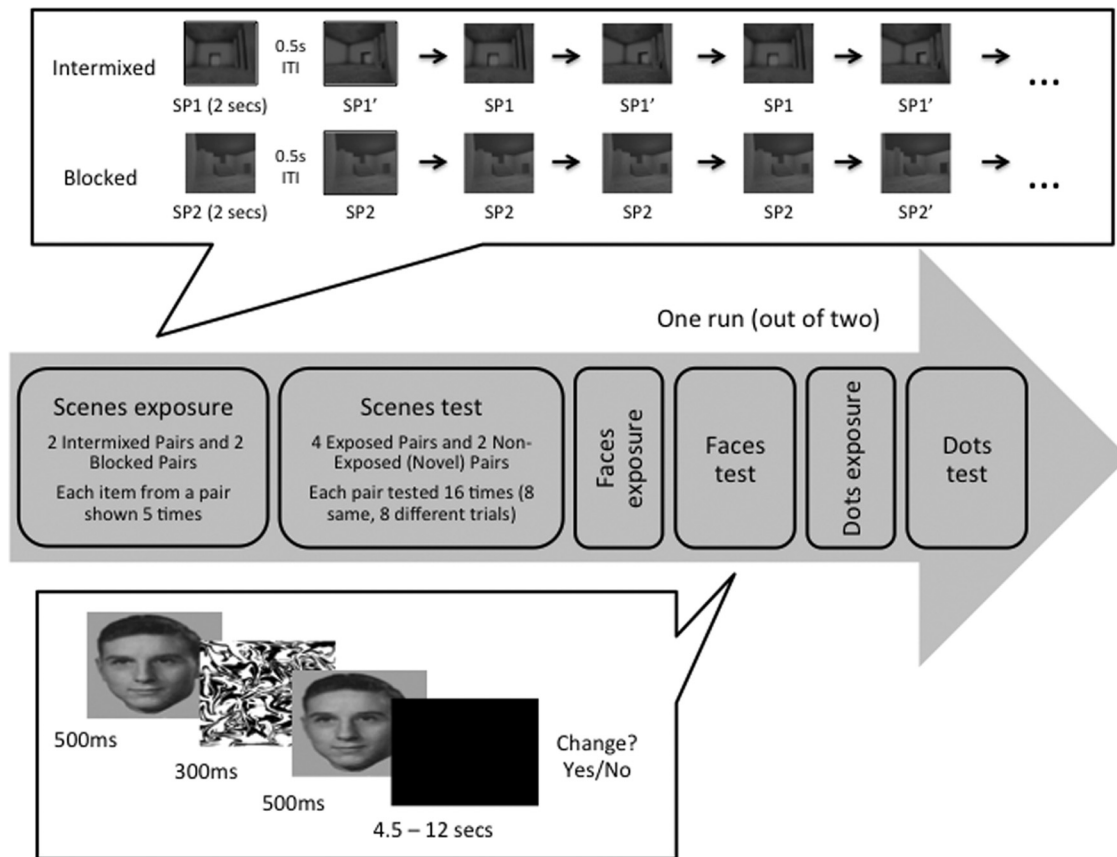 Intermixed
0.5s
ITI
SP1 (2 secs)
SP1'
SP1
SP1'
SP1
SP1'
...
Blocked
0.5s
ITI
SP2 (2 secs)
SP2
SP2
SP2
SP2
SP2'
...
One run (out of two)
Scenes exposure
2 Intermixed Pairs and 2
Blocked Pairs
Each item from a pair
shown 5 times
Scenes test
4 Exposed Pairs and 2 Non-
Exposed (Novel) Pairs
Each pair tested 16 times (8
same, 8 different trials)
Faces
exposure
Faces
test
Dots exposure
Dots
test
500ms
300ms
500ms
4.5 – 12 secs
Change?
Yes/No